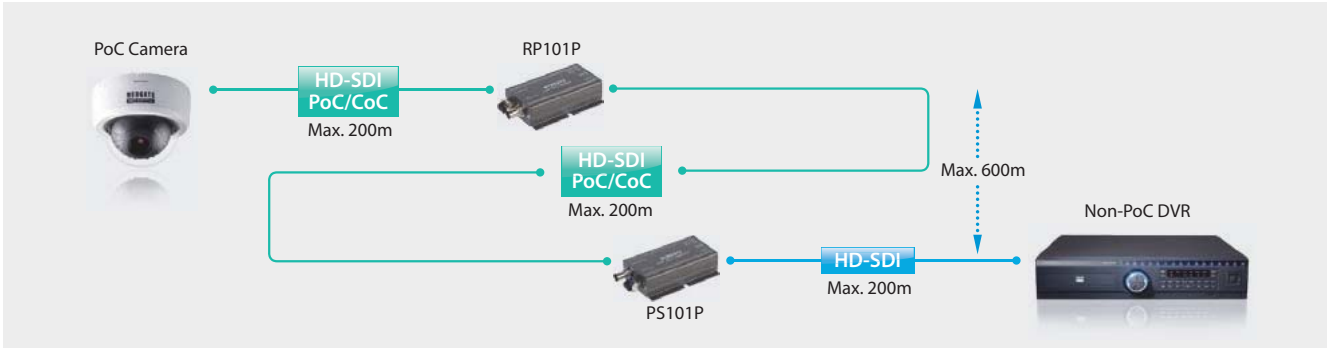 PoC Camera
HD-SDI
PoC/CoC
Max. 200m
RP101P
HD-SDI
PoC/CoC
Max. 200m
Max. 600m
PS101P
HD-SDI
Max. 200m
Non-PoC DVR
WEBGATE